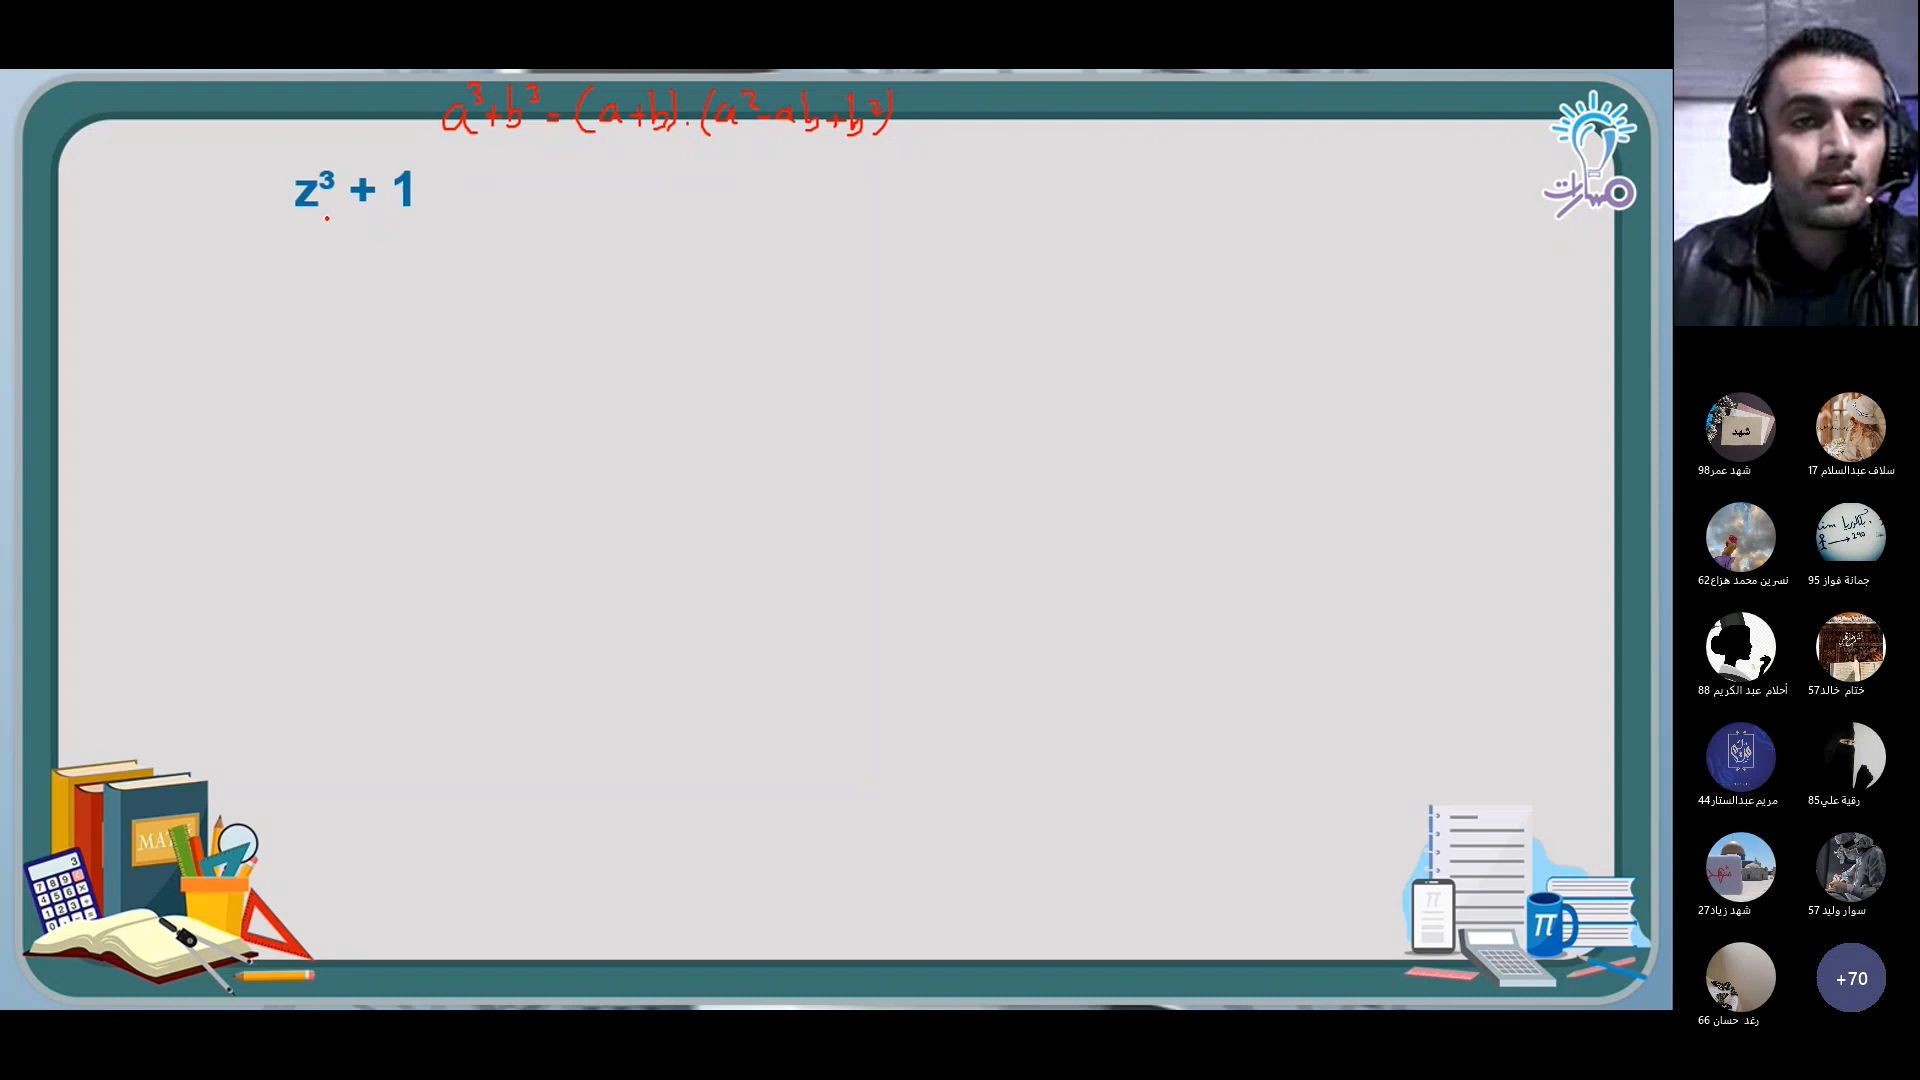 a³+b³ = (a+b).(a²-ab+b²)
z³ + 1
مسارات
MATH
π
π
شهد
شهد عمر98
سلاف عبدالسلام 17
نسرين محمد هزاع62
جمانة فواز 95
أحلام عبد الكريم 88
ختام خالد57
مريم عبدالستار44
رقية علي85
شهد زياد27
سوار وليد 57
رغد حسان 66
+70